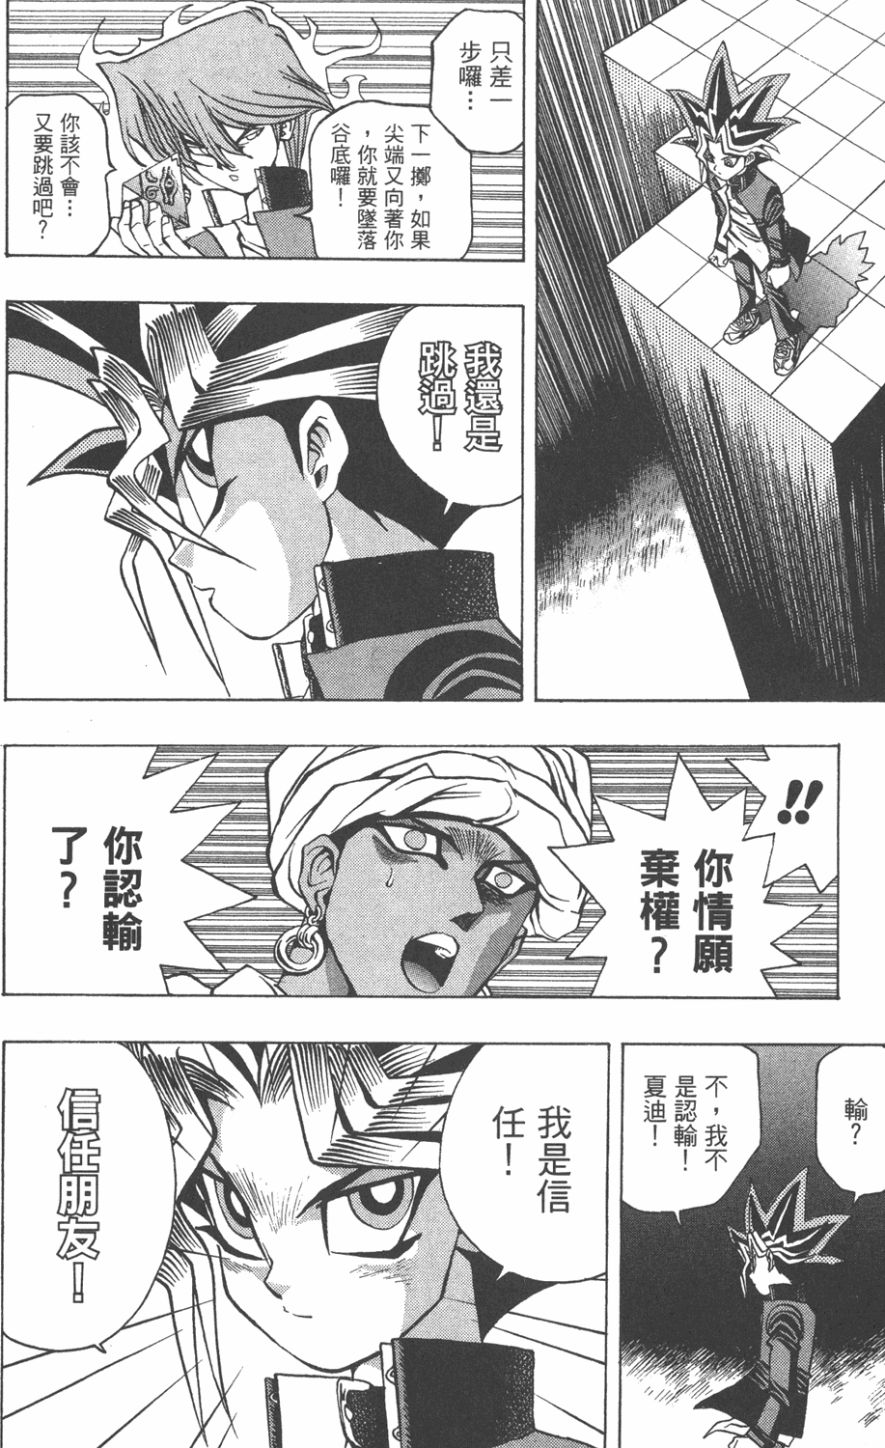 只差一
步囉…
下一擲，如果
尖端又向著你
，你就要墜落
谷底囉！
你該不會…
又要跳過吧？
我還是
跳過！
!!
你情願
棄權？
你認輸
了？
輸？
不，我不
是認輸！
夏迪！
我是信
任！
信任朋友！